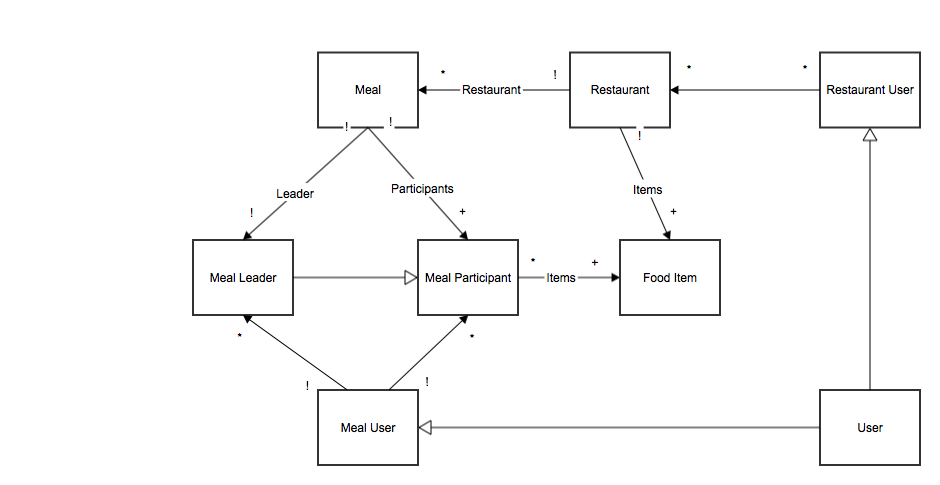 * ! * *
Meal Restaurant Restaurant Restaurant User
! ! !
Leader Participants Items
! + +
Meal Leader Meal Participant * Items + Food Item
* *
! !
Meal User User